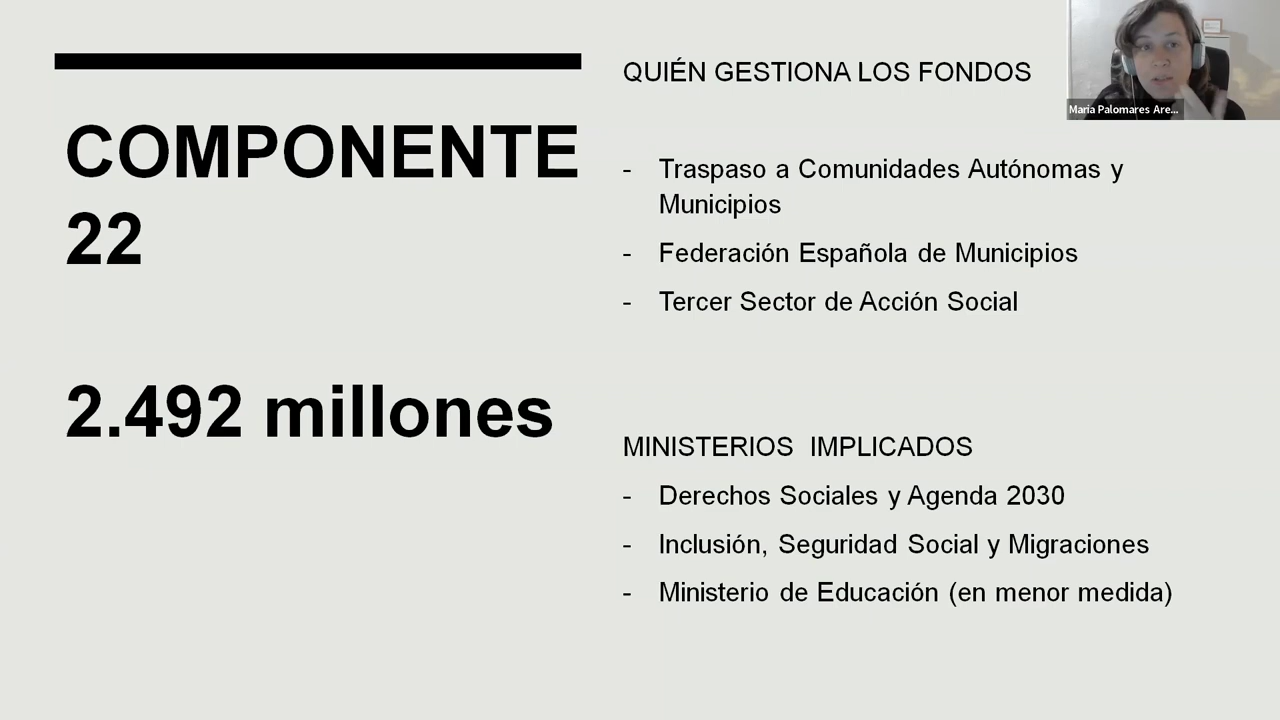 COMPONENTE
22
2.492 millones
QUIÉN GESTIONA LOS FONDOS
- Traspaso a Comunidades Autónomas y
Municipios
- Federación Española de Municipios
- Tercer Sector de Acción Social
MINISTERIOS IMPLICADOS
- Derechos Sociales y Agenda 2030
- Inclusión, Seguridad Social y Migraciones
- Ministerio de Educación (en menor medida)
Maria Palomares Are...